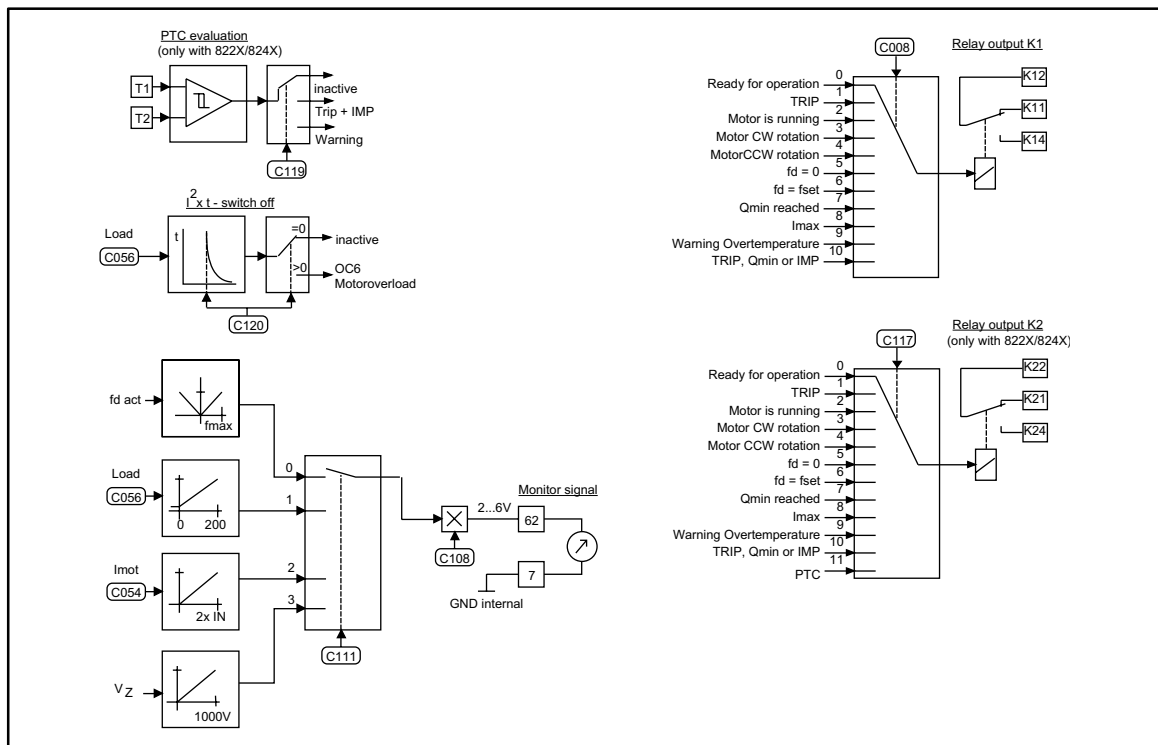 PTC evaluation
(only with 822X/824X)
T1
T2
inactive
Trip + IMP
Warning
C119
I2 x t - switch off
Load
C056
t
=0
>0
inactive
OC6
Motoroverload
C120
fd act
fmax
Load
C056
0 200
Imot
C054
2x IN
VZ
1000V
0
1
2
3
C111
C108
2...6V
Monitor signal
62
7
GND internal
C008
Relay output K1
Ready for operation 0
TRIP 1
Motor is running 2
Motor CW rotation 3
MotorCCW rotation 4
fd = 0 5
fd = fset 6
Qmin reached 7
Imax 8
Warning Overtemperature 9
TRIP, Qmin or IMP 10
K12
K11
K14
C117
Relay output K2
(only with 822X/824X)
Ready for operation 0
TRIP 1
Motor is running 2
Motor CW rotation 3
Motor CCW rotation 4
fd = 0 5
fd = fset 6
Qmin reached 7
Imax 8
Warning Overtemperature 9
TRIP, Qmin or IMP 10
PTC 11
K22
K21
K24